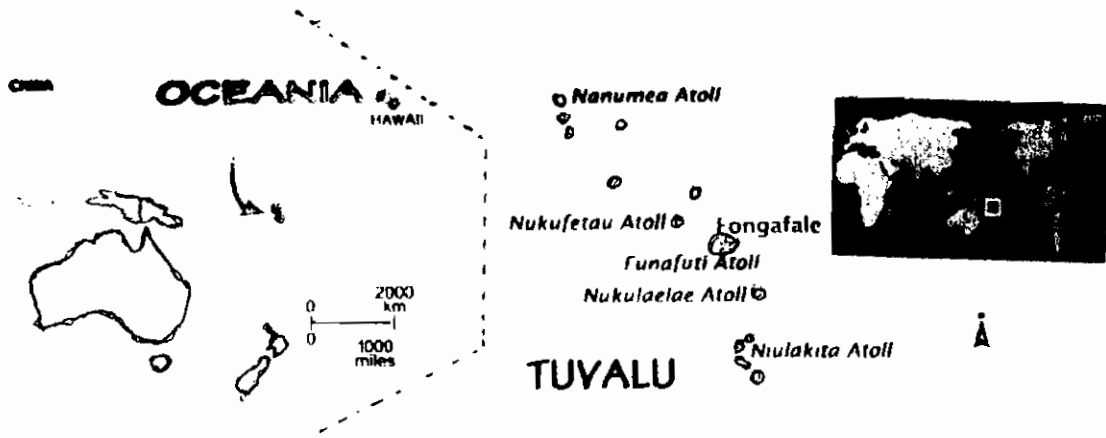 CHINA
OCEANIA
HAWAII
0 2000
km
0 1000
miles
Nanumea Atoll
Nukufetau Atoll
Fongafale
Funafuti Atoll
Nukulaelae Atoll
Niulakita Atoll
TUVALU